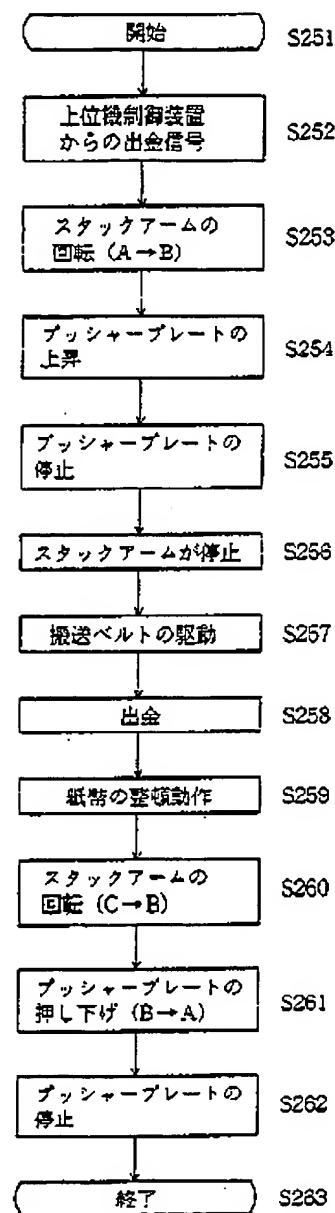 開始 S251
上位機制御装置 S252
からの出金信号
スタックアームの S253
回転 (A→B)
プッシャープレートの S254
上昇
プッシャープレートの S255
停止
スタックアームが停止 S256
搬送ベルトの駆動 S257
出金 S258
紙幣の整頓動作 S259
スタックアームの S260
回転 (C→B)
プッシャープレートの S261
押し下げ (B→A)
プッシャープレートの S262
停止
終了 S263